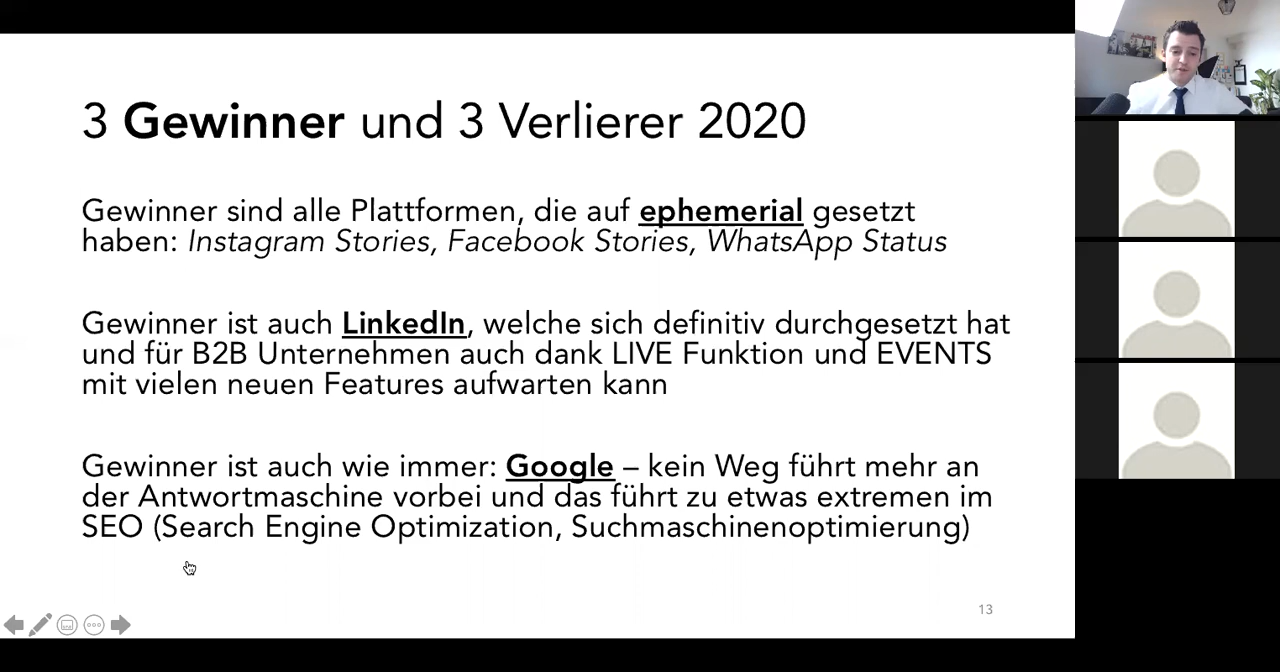 3 Gewinner und 3 Verlierer 2020
Gewinner sind alle Plattformen, die auf ephemerial gesetzt
haben: Instagram Stories, Facebook Stories, WhatsApp Status
Gewinner ist auch LinkedIn, welche sich definitiv durchgesetzt hat
und für B2B Unternehmen auch dank LIVE Funktion und EVENTS
mit vielen neuen Features aufwarten kann
Gewinner ist auch wie immer: Google – kein Weg führt mehr an
der Antwortmaschine vorbei und das führt zu etwas extremen im
SEO (Search Engine Optimization, Suchmaschinenoptimierung)
13